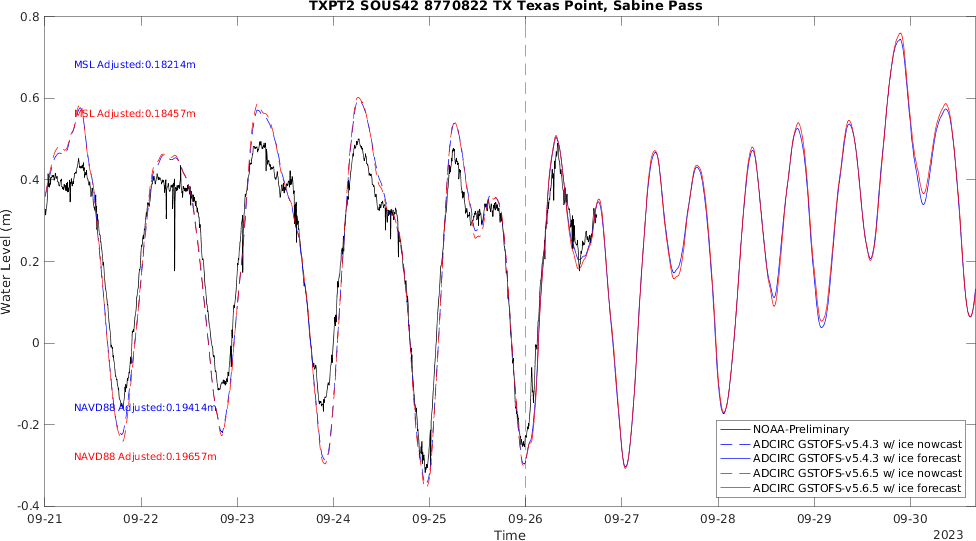 TXPT2 SOUS42 8770822 TX Texas Point, Sabine Pass
0.8
0.6
0.4
0.2
0
-0.2
-0.4
Water Level (m)
MSL Adjusted:0.18214m
MSL Adjusted:0.18457m
NAVD88 Adjusted:0.19414m
NAVD88 Adjusted:0.19657m
NOAA-Preliminary
ADCIRC GSTOFS-v5.4.3 w/ ice nowcast
ADCIRC GSTOFS-v5.4.3 w/ ice forecast
ADCIRC GSTOFS-v5.6.5 w/ ice nowcast
ADCIRC GSTOFS-v5.6.5 w/ ice forecast
09-21 09-22 09-23 09-24 09-25 09-26 09-27 09-28 09-29 09-30
Time
2023